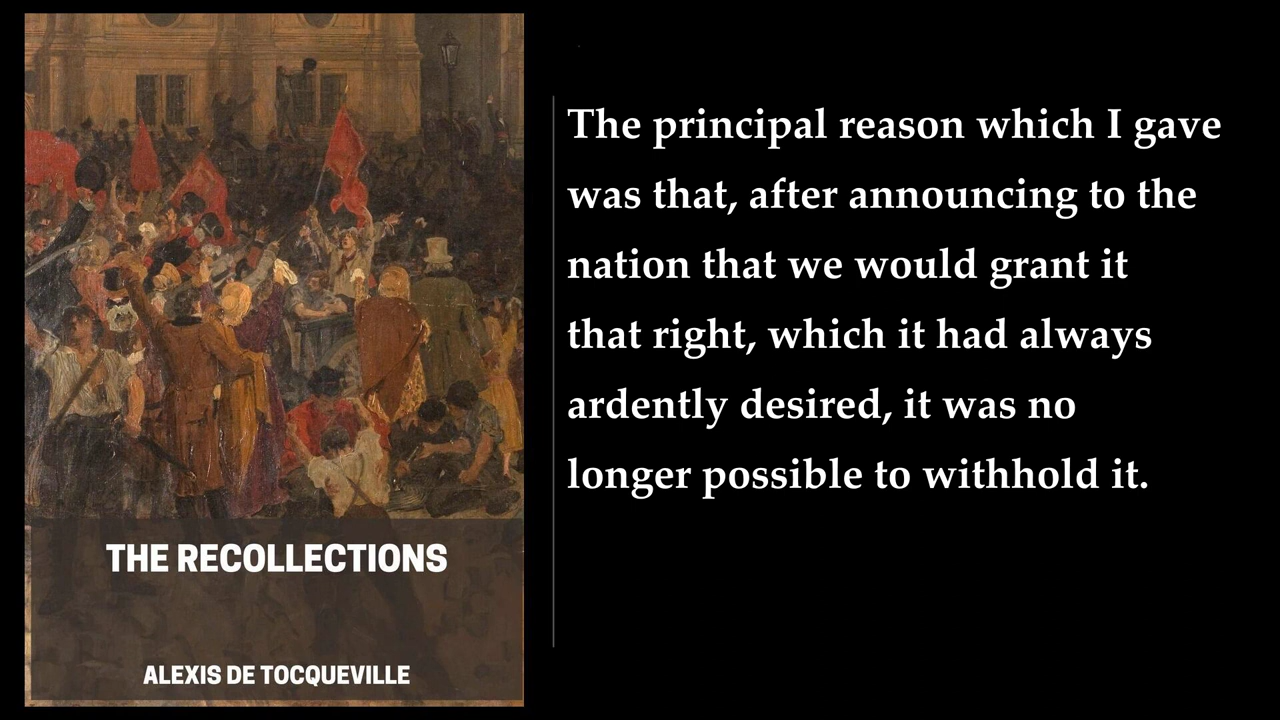 THE RECOLLECTIONS
ALEXIS DE TOCQUEVILLE
The principal reason which I gave
was that, after announcing to the
nation that we would grant it
that right, which it had always
ardently desired, it was no
longer possible to withhold it.